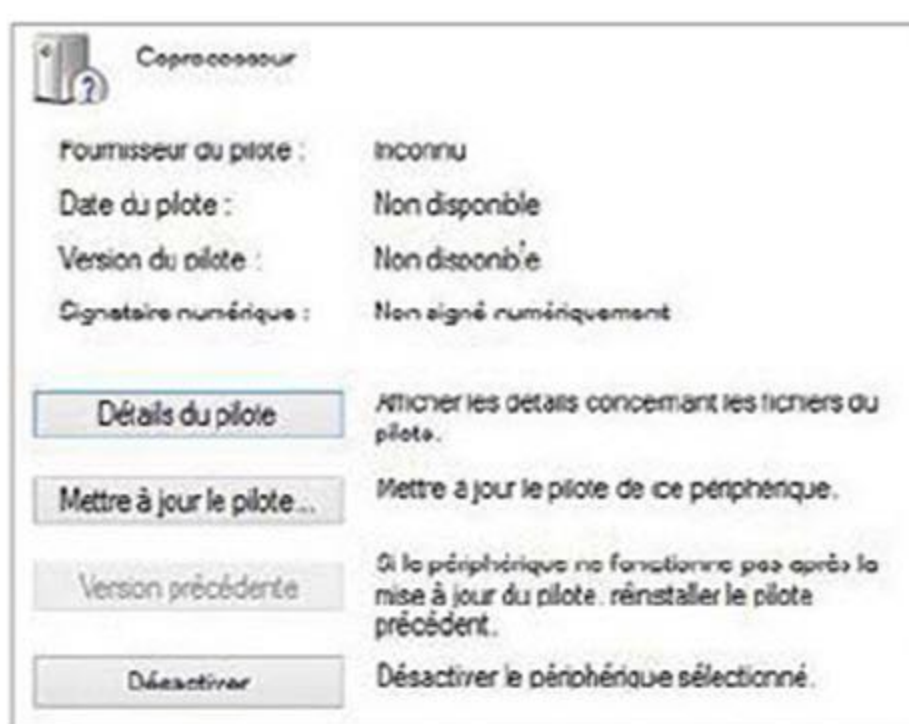 Coprocesseur
Fournisseur du pilote : Inconnu
Date du pilote : Non disponible
Version du pilote : Non disponible
Signataire numérique : Non signé numériquement
Détails du pilote
Afficher les détails concernant les fichiers du
pilote.
Mettre à jour le pilote...
Mettre à jour le pilote de ce périphérique.
Version précédente
Si le périphérique ne fonctionne pas après la
mise à jour du pilote, réinstaller le pilote
précédent.
Désactiver
Désactiver le périphérique sélectionné.